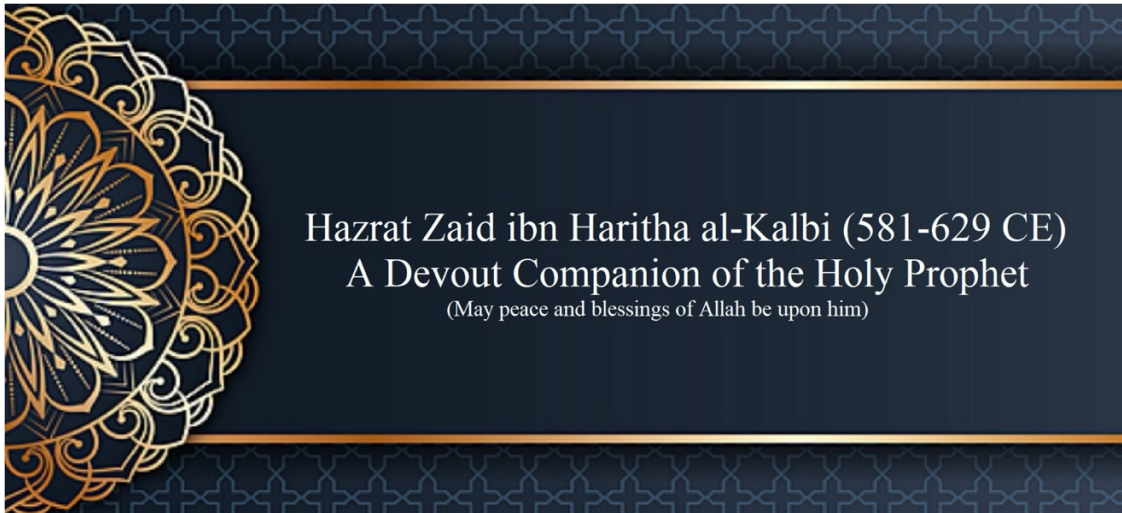 Hazrat Zaid ibn Haritha al-Kalbi (581-629 CE)
A Devout Companion of the Holy Prophet
(May peace and blessings of Allah be upon him)